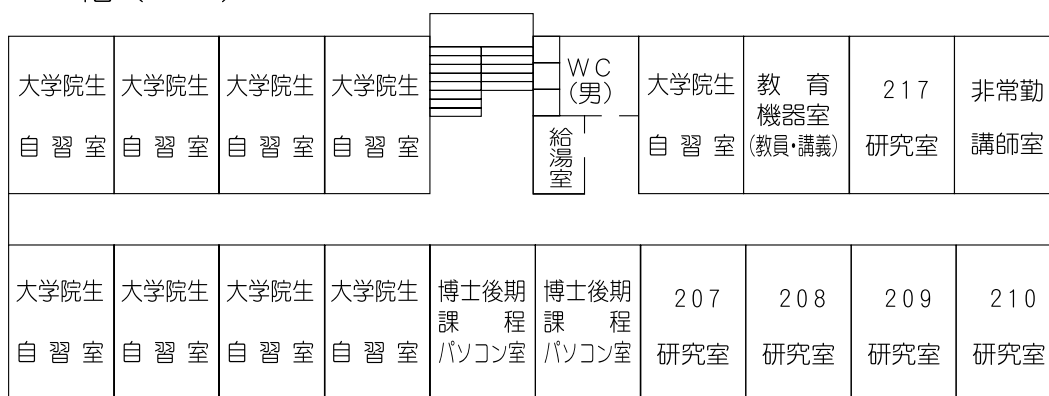 大学院生
自習室
大学院生
自習室
大学院生
自習室
大学院生
自習室
WC
(男)
給湯室
大学院生
自習室
教育
機器室
(教員・講義)
217
研究室
非常勤
講師室
大学院生
自習室
大学院生
自習室
大学院生
自習室
大学院生
自習室
博士後期
課程
パソコン室
博士後期
課程
パソコン室
207
研究室
208
研究室
209
研究室
210
研究室